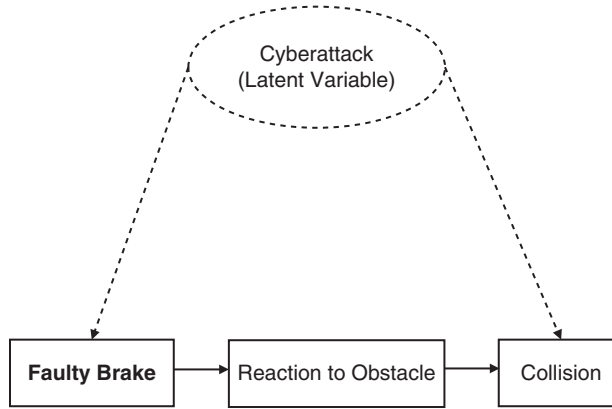 Cyberattack
(Latent Variable)
Faulty Brake
Reaction to Obstacle
Collision